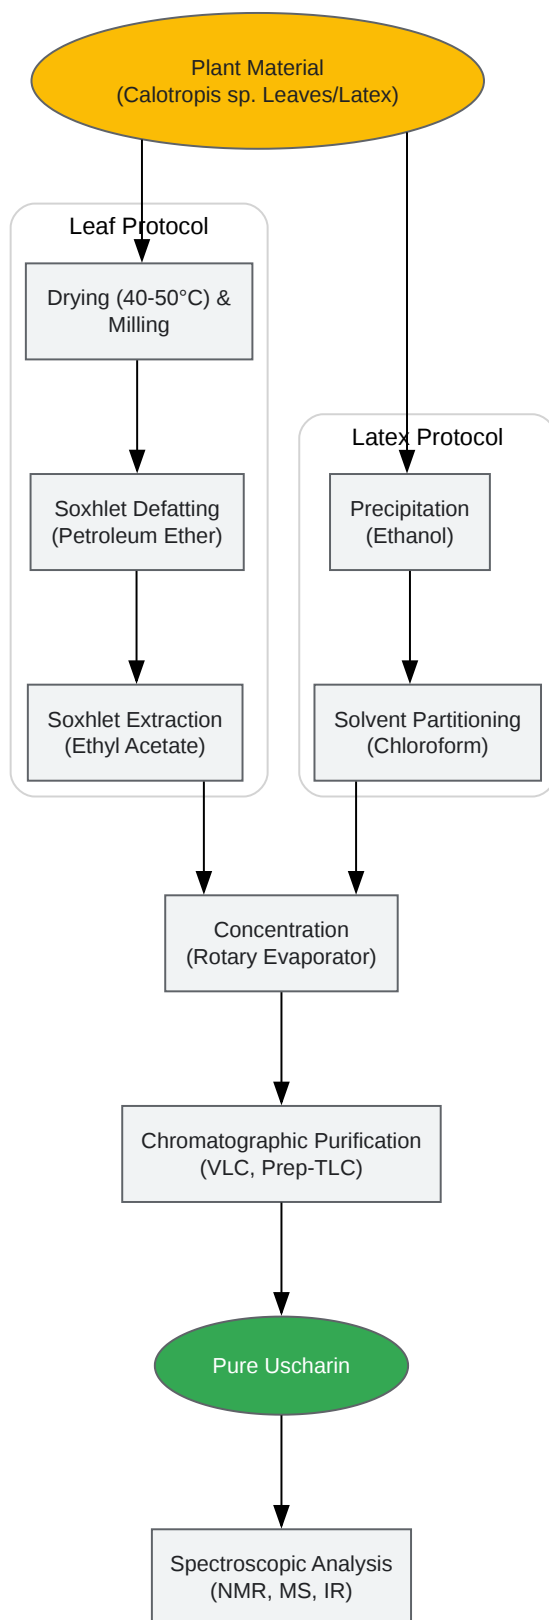 Plant Material
(Calotropis sp. Leaves/Latex)
Leaf Protocol
Drying (40-50°C) &
Milling
Soxhlet Defatting
(Petroleum Ether)
Soxhlet Extraction
(Ethyl Acetate)
Latex Protocol
Precipitation
(Ethanol)
Solvent Partitioning
(Chloroform)
Concentration
(Rotary Evaporator)
Chromatographic Purification
(VLC, Prep-TLC)
Pure Uscharin
Spectroscopic Analysis
(NMR, MS, IR)